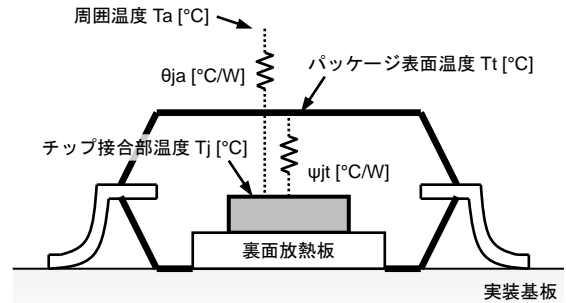 周囲温度 Ta [°C]
θja [°C/W]
パッケージ表面温度 Tt [°C]
チップ接合部温度 Tj [°C]
ψjt [°C/W]
裏面放熱板
実装基板